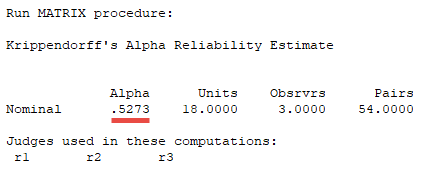 Run MATRIX procedure:
Krippendorff's Alpha Reliability Estimate
Alpha Units Obsrvrs Pairs
Nominal .5273 18.0000 3.0000 54.0000
Judges used in these computations:
r1 r2 r3